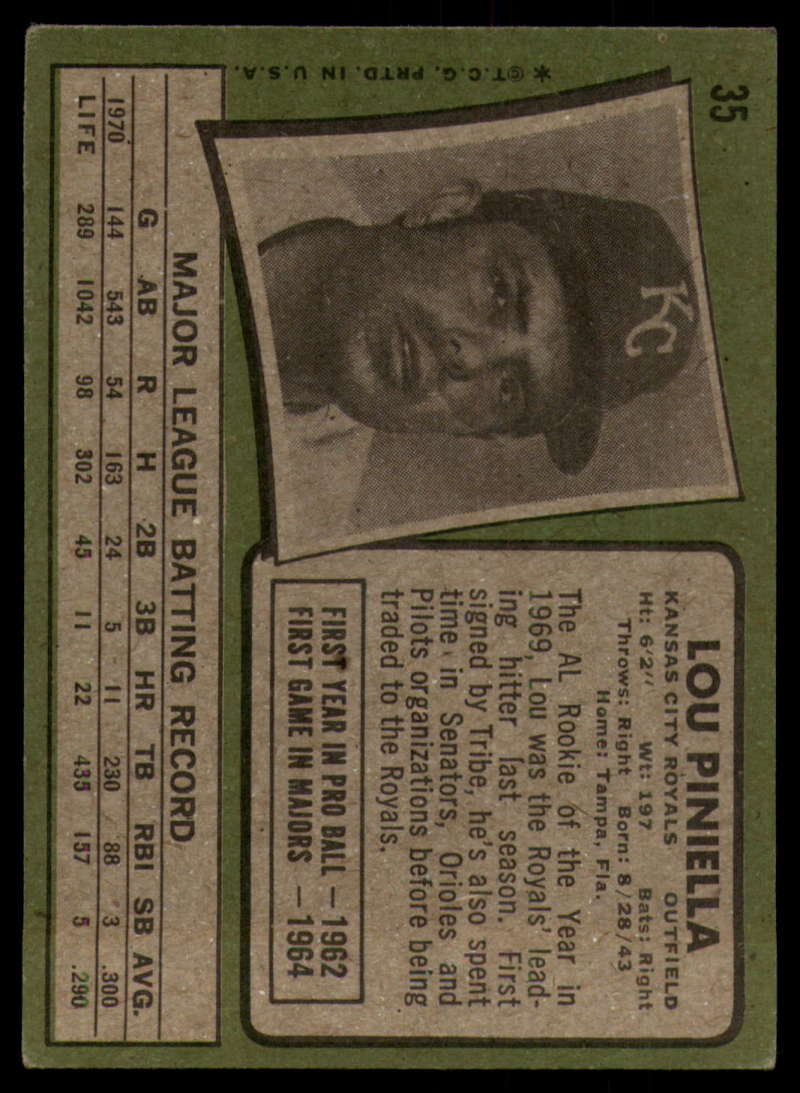 35
✻©T.C.G. PRTD. IN U.S.A.
KC
LOU PINIELLA
KANSAS CITY ROYALS OUTFIELD
Ht: 6'2" Wt: 197 Bats: Right
Throws: Right Born: 8/28/43
Home: Tampa, Fla.
The AL Rookie of the Year in
1969, Lou was the Royals' lead-
ing hitter last season. First
signed by Tribe, he's also spent
time in Senators, Orioles and
Pilots organizations before being
traded to the Royals.
FIRST YEAR IN PRO BALL — 1962
FIRST GAME IN MAJORS — 1964
MAJOR LEAGUE BATTING RECORD
G AB R H 2B 3B HR TB RBI SB AVG.
1970 144 543 54 163 24 5 11 230 88 3 .300
LIFE 289 1042 98 302 45 11 22 435 157 5 .290